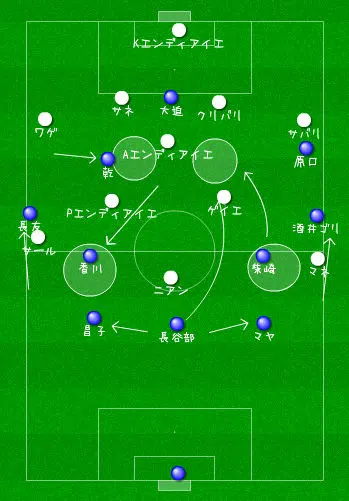 Kエンディアイエ
サネ
大迫
クリバリ
ワゲ
サバリ
Aエンディアイエ
原口
乾
Pエンディアイエ
ゲイエ
長友
酒井ゴリ
サール
香川
柴崎
マネ
ニアン
昌子
長谷部
マヤ